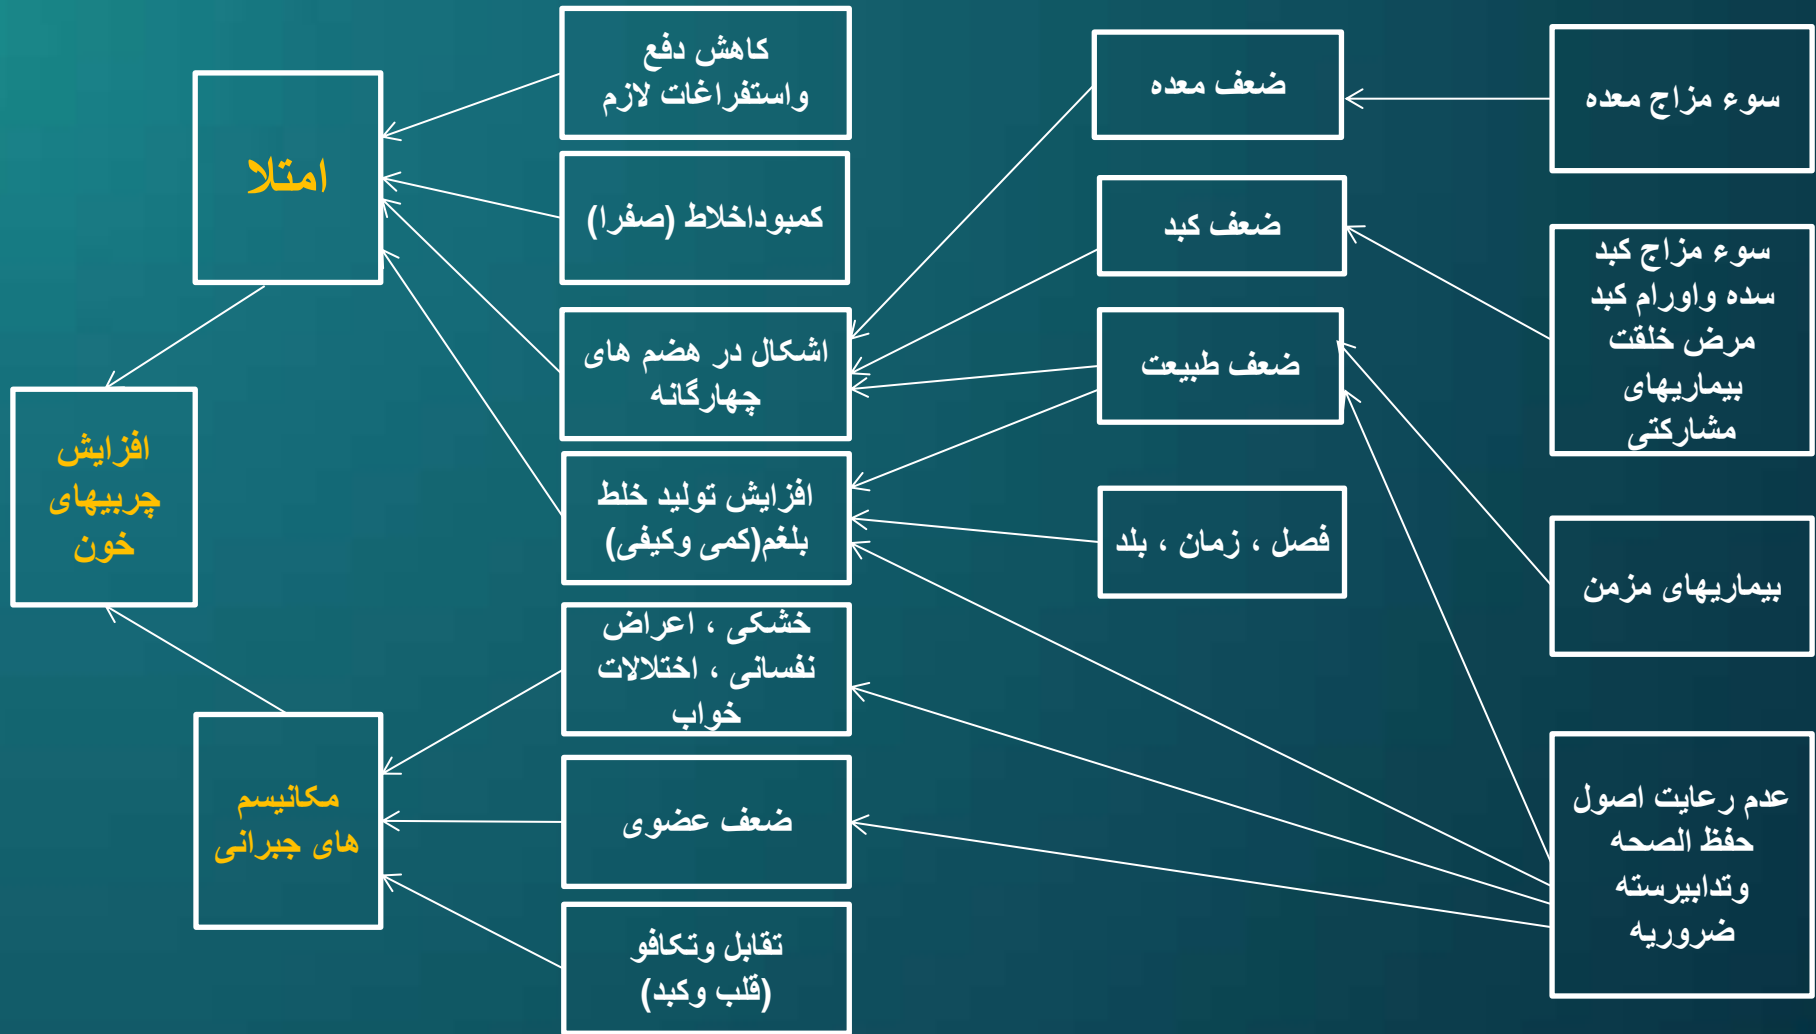 سوء مزاج معده
سوء مزاج کبد
سده واورام کبد
مرض خلقت
بیماریهای
مشارکتی
بیماریهای مزمن
عدم رعایت اصول
حفظ الصحه
وتدابیرسته
ضروریه
ضعف معده
ضعف کبد
ضعف طبیعت
فصل ، زمان ، بلد
کاهش دفع
واستفراغات لازم
کمبوداخلاط (صفرا)
اشکال در هضم های
چهارگانه
افزایش تولید خلط
بلغم(کمی وکیفی)
خشکی ، اعراض
نفسانی ، اختلالات
خواب
ضعف عضوی
تقابل وتکافو
(قلب وکبد)
امتلا
مکانیسم
های جبرانی
افزایش
چربیهای
خون